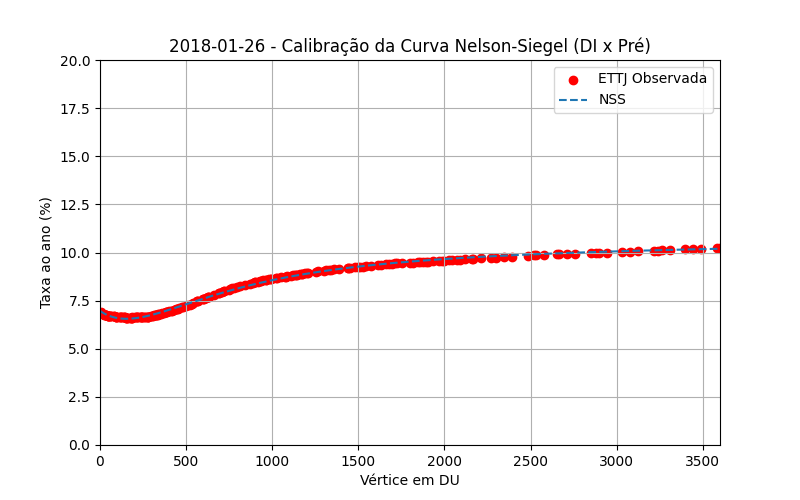 2018-01-26 - Calibração da Curva Nelson-Siegel (DI x Pré)
ETTJ Observada
NSS
Taxa ao ano (%)
20.0
17.5
15.0
12.5
10.0
7.5
5.0
2.5
0.0
0 500 1000 1500 2000 2500 3000 3500
Vértice em DU